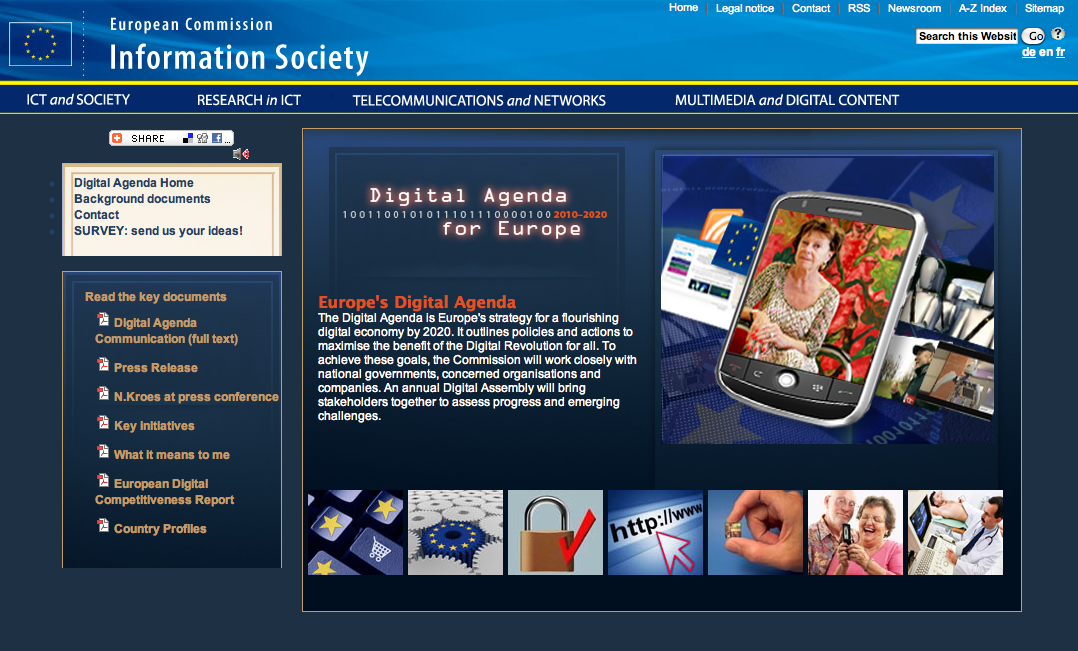 Home
Legal notice
Contact
RSS
Newsroom
A-Z Index
Sitemap
European Commission
Information Society
Search this Websit
Go
?
de en fr
ICT and SOCIETY
RESEARCH in ICT
TELECOMMUNICATIONS and NETWORKS
MULTIMEDIA and DIGITAL CONTENT
SHARE
...
Digital Agenda Home
Background documents
Contact
SURVEY: send us your ideas!
Read the key documents
Digital Agenda
Communication (full text)
Press Release
N.Kroes at press conference
Key Initiatives
What it means to me
European Digital
Competitiveness Report
Country Profiles
Digital Agenda
2010-2020
for Europe
Europe's Digital Agenda
The Digital Agenda is Europe's strategy for a flourishing
digital economy by 2020. It outlines policies and actions to
maximise the benefit of the Digital Revolution for all. To
achieve these goals, the Commission will work closely with
national governments, concerned organisations and
companies. An annual Digital Assembly will bring
stakeholders together to assess progress and emerging
challenges.
http://www